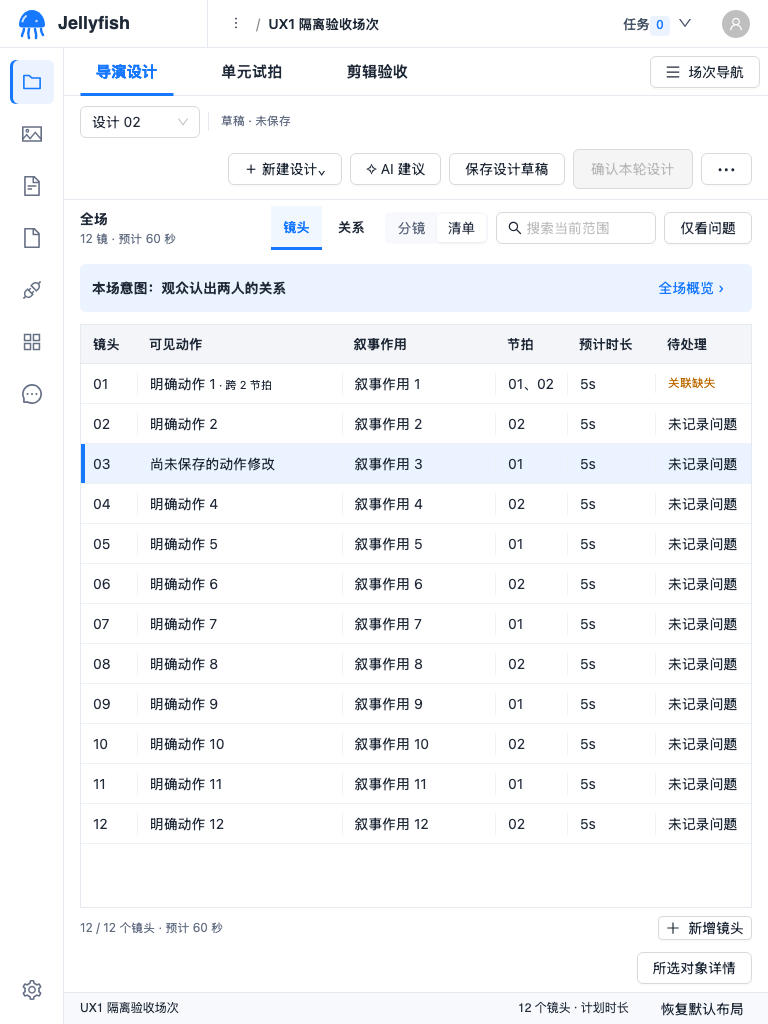 Jellyfish
/ UX1 隔离验收场次
任务 0
导演设计 单元试拍 剪辑验收 场次导航
设计 02 草稿 · 未保存
+ 新建设计 AI 建议 保存设计草稿 确认本轮设计 ···
全场
12 镜 · 预计 60 秒
镜头 关系 分镜 清单 搜索当前范围 仅看问题
本场意图：观众认出两人的关系 全场概览 ›
镜头 可见动作 叙事作用 节拍 预计时长 待处理
01 明确动作 1 · 跨 2 节拍 叙事作用 1 01、02 5s 关联缺失
02 明确动作 2 叙事作用 2 02 5s 未记录问题
03 尚未保存的动作修改 叙事作用 3 01 5s 未记录问题
04 明确动作 4 叙事作用 4 02 5s 未记录问题
05 明确动作 5 叙事作用 5 01 5s 未记录问题
06 明确动作 6 叙事作用 6 02 5s 未记录问题
07 明确动作 7 叙事作用 7 01 5s 未记录问题
08 明确动作 8 叙事作用 8 02 5s 未记录问题
09 明确动作 9 叙事作用 9 01 5s 未记录问题
10 明确动作 10 叙事作用 10 02 5s 未记录问题
11 明确动作 11 叙事作用 11 01 5s 未记录问题
12 明确动作 12 叙事作用 12 02 5s 未记录问题
12 / 12 个镜头 · 预计 60 秒 + 新增镜头
所选对象详情
UX1 隔离验收场次 12 个镜头 · 计划时长 恢复默认布局